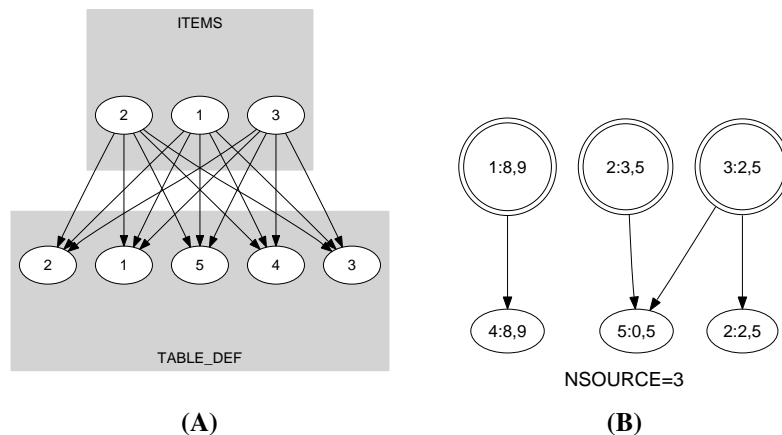 ITEMS
2 1 3
2 1 5 4 3
TABLE_DEF
(A)
1:8,9 2:3,5 3:2,5
4:8,9 5:0,5 2:2,5
NSOURCE=3
(B)